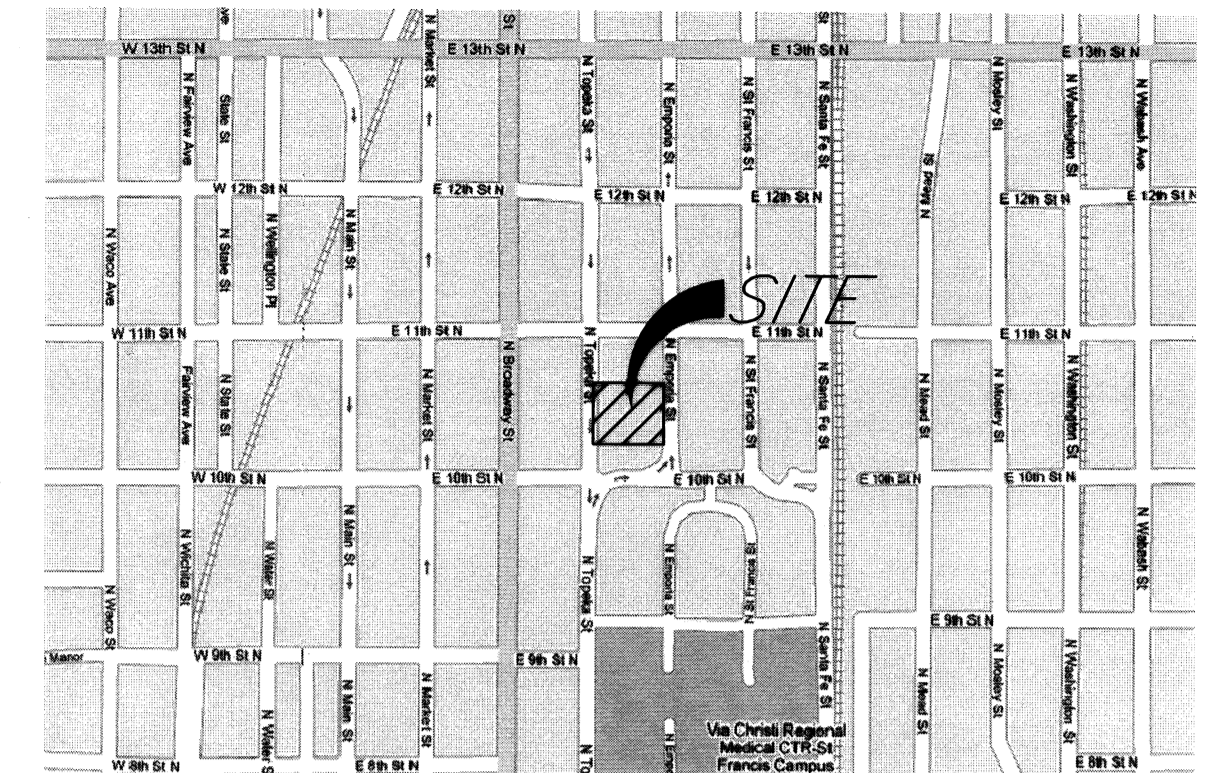 W 13th St N
E 13th St N
E 13th St N
E 13th St N
N Market St
St
N Fairview Ave
State St
N Topeka St
N Emporia St
N St Francis St
N Santa Fe St
N Mead St
N Mosley St
N Washington St
N Wabash Ave
W 12th St N
E 12th St N
E 12th St N
E 12th St N
E 12th St N
E 12th St N
N Waco Ave
N State St
N Wellington Pl
N Main St
SITE
W 11th St N
E 11th St N
E 11th St N
E 11th St N
Fairview Ave
N State St
N Market St
N Broadway St
N Topeka St
N Emporia St
N St Francis St
N Santa Fe St
N Mead St
N Mosley St
N Washington St
W 10th St N
E 10th St N
E 10th St N
E 10th St N
E 10th St N
N Wichita St
N Water St
N Main St
N Topeka St
N Emporia St
N St Francis St
N Wabash St
N Waco St
E 9th St N
Manor
W 9th St N
E 9th St N
N Santa Fe St
N Mosley St
N Washington St
N Main St
N Market St
N Mead St
N Water S
Via Christi Regional
Medical CTR-St
Francis Campus
W 8th St N
E 8th St N
E 8th St N